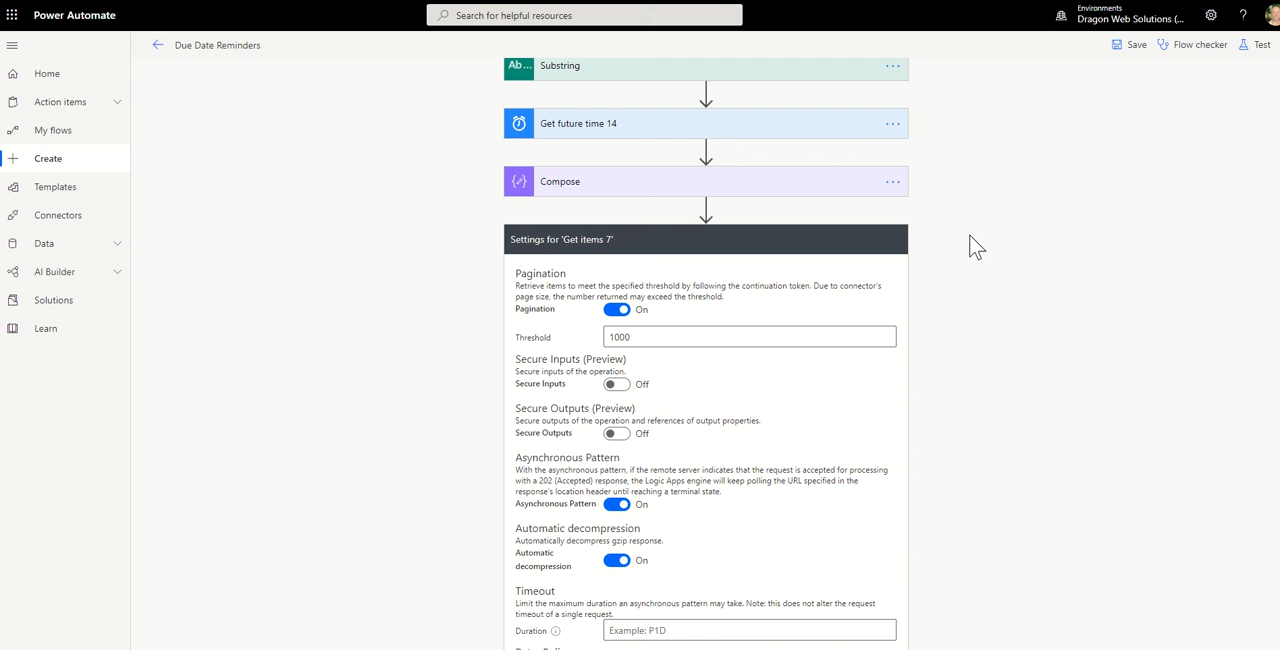 Power Automate
Search for helpful resources
Environments
Dragon Web Solutions (...
?
Due Date Reminders
Save
Flow checker
Test
Home
Action items
My flows
Create
Templates
Connectors
Data
AI Builder
Solutions
Learn
Ab...
Substring
Get future time 14
Compose
Settings for 'Get items 7'
Pagination
Retrieve items to meet the specified threshold by following the continuation token. Due to connector's
page size, the number returned may exceed the threshold.
Pagination
On
Threshold
1000
Secure Inputs (Preview)
Secure inputs of the operation.
Secure Inputs
Off
Secure Outputs (Preview)
Secure outputs of the operation and references of output properties.
Secure Outputs
Off
Asynchronous Pattern
With the asynchronous pattern, if the remote server indicates that the request is accepted for processing
with a 202 (Accepted) response, the Logic Apps engine will keep polling the URL specified in the
response's location header until reaching a terminal state.
Asynchronous Pattern
On
Automatic decompression
Automatically decompress gzip response.
Automatic
decompression
On
Timeout
Limit the maximum duration an asynchronous pattern may take. Note: this does not alter the request
timeout of a single request.
Duration
Example: P1D